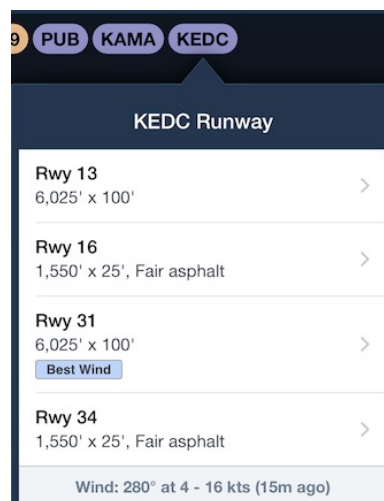 9 PUB KAMA KEDC
KEDC Runway
Rwy 13
6,025' x 100'
Rwy 16
1,550' x 25', Fair asphalt
Rwy 31
6,025' x 100'
Best Wind
Rwy 34
1,550' x 25', Fair asphalt
Wind: 280° at 4 - 16 kts (15m ago)